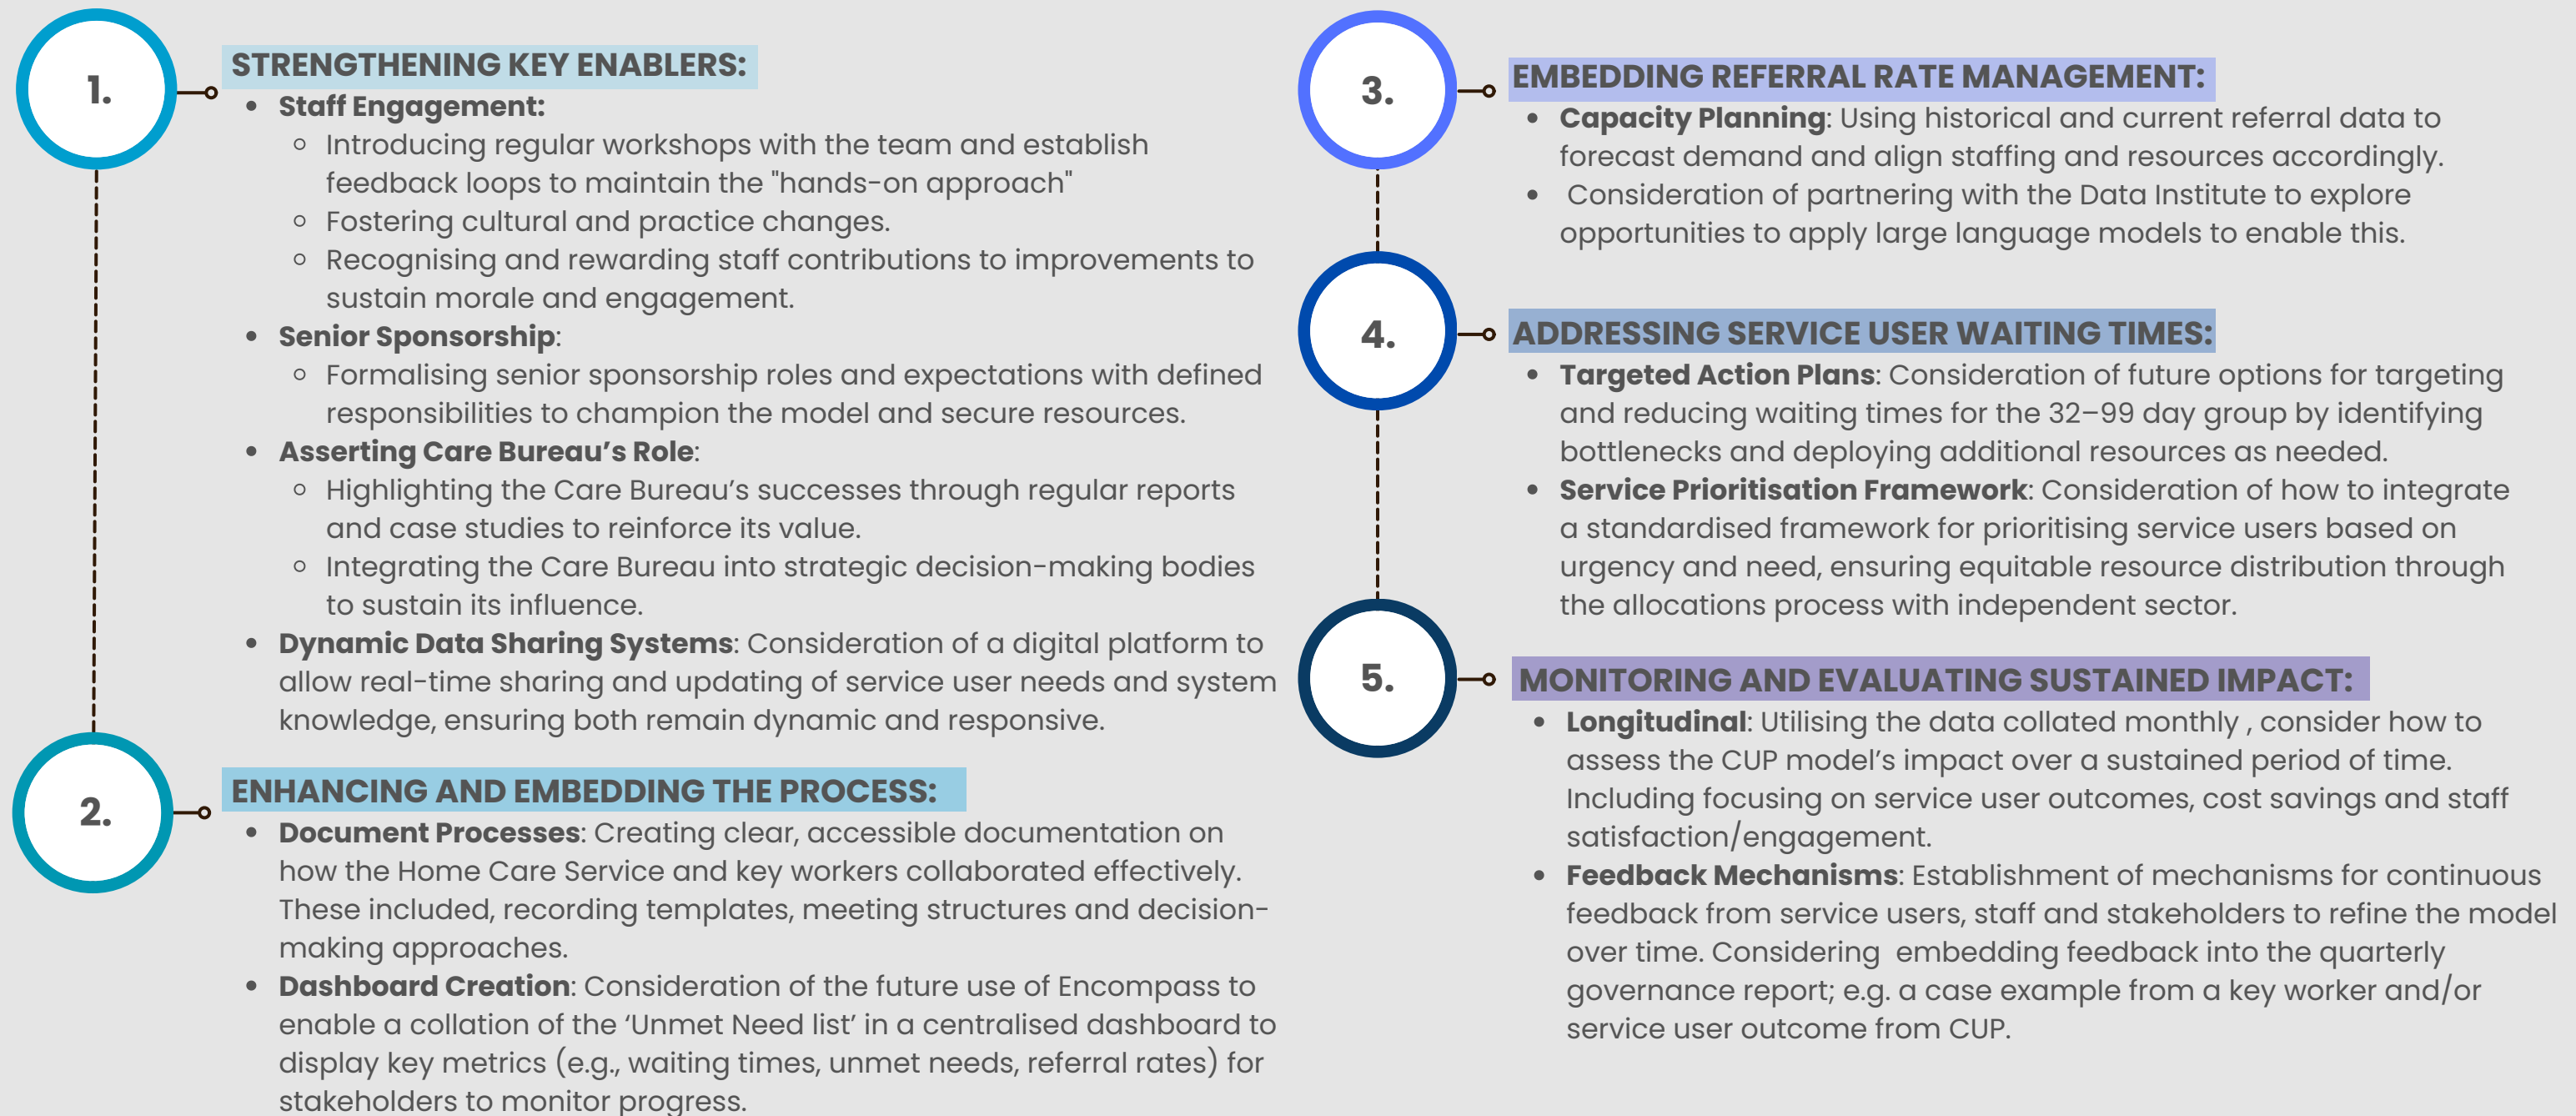 1.
STRENGTHENING KEY ENABLERS:
• Staff Engagement:
◦ Introducing regular workshops with the team and establish
feedback loops to maintain the "hands-on approach"
◦ Fostering cultural and practice changes.
◦ Recognising and rewarding staff contributions to improvements to
sustain morale and engagement.
• Senior Sponsorship:
◦ Formalising senior sponsorship roles and expectations with defined
responsibilities to champion the model and secure resources.
• Asserting Care Bureau’s Role:
◦ Highlighting the Care Bureau’s successes through regular reports
and case studies to reinforce its value.
◦ Integrating the Care Bureau into strategic decision-making bodies
to sustain its influence.
• Dynamic Data Sharing Systems: Consideration of a digital platform to
allow real-time sharing and updating of service user needs and system
knowledge, ensuring both remain dynamic and responsive.
2.
ENHANCING AND EMBEDDING THE PROCESS:
• Document Processes: Creating clear, accessible documentation on
how the Home Care Service and key workers collaborated effectively.
These included, recording templates, meeting structures and decision-
making approaches.
• Dashboard Creation: Consideration of the future use of Encompass to
enable a collation of the ‘Unmet Need list’ in a centralised dashboard to
display key metrics (e.g., waiting times, unmet needs, referral rates) for
stakeholders to monitor progress.
3.
EMBEDDING REFERRAL RATE MANAGEMENT:
• Capacity Planning: Using historical and current referral data to
forecast demand and align staffing and resources accordingly.
• Consideration of partnering with the Data Institute to explore
opportunities to apply large language models to enable this.
4.
ADDRESSING SERVICE USER WAITING TIMES:
• Targeted Action Plans: Consideration of future options for targeting
and reducing waiting times for the 32–99 day group by identifying
bottlenecks and deploying additional resources as needed.
• Service Prioritisation Framework: Consideration of how to integrate
a standardised framework for prioritising service users based on
urgency and need, ensuring equitable resource distribution through
the allocations process with independent sector.
5.
MONITORING AND EVALUATING SUSTAINED IMPACT:
• Longitudinal: Utilising the data collated monthly , consider how to
assess the CUP model’s impact over a sustained period of time.
Including focusing on service user outcomes, cost savings and staff
satisfaction/engagement.
• Feedback Mechanisms: Establishment of mechanisms for continuous
feedback from service users, staff and stakeholders to refine the model
over time. Considering  embedding feedback into the quarterly
governance report; e.g. a case example from a key worker and/or
service user outcome from CUP.